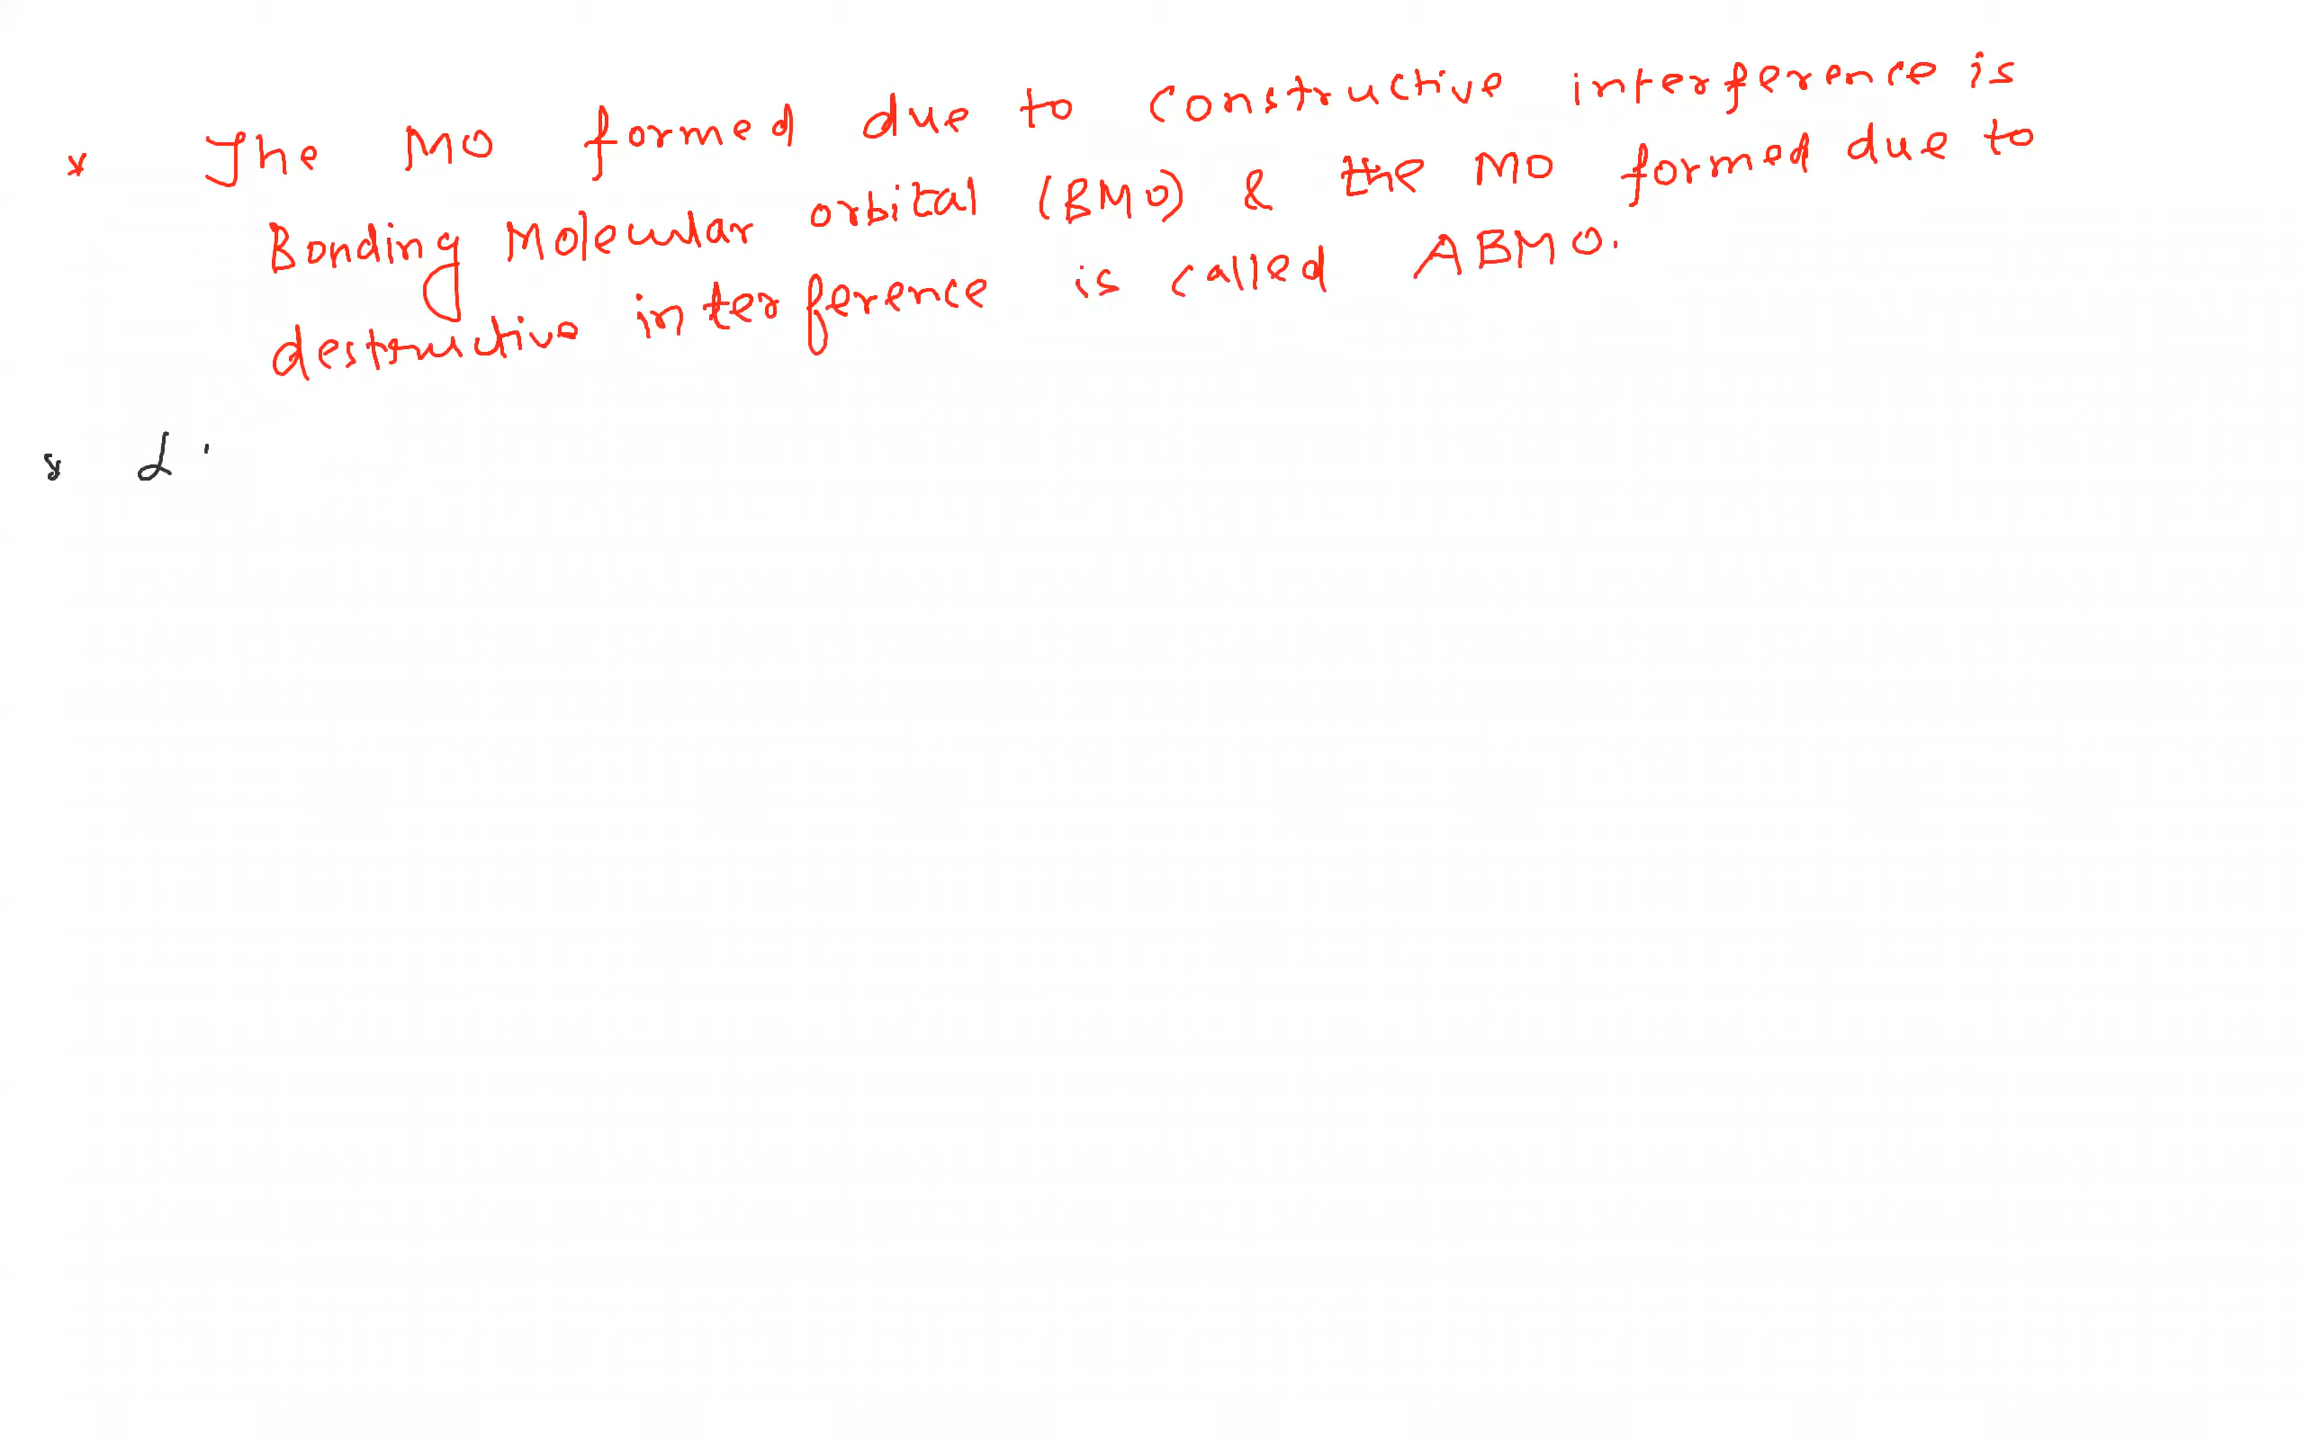 * The MO formed due to constructive interference is
Bonding Molecular orbital (BMO) & the MO formed due to
destructive interference is called ABMO.
*